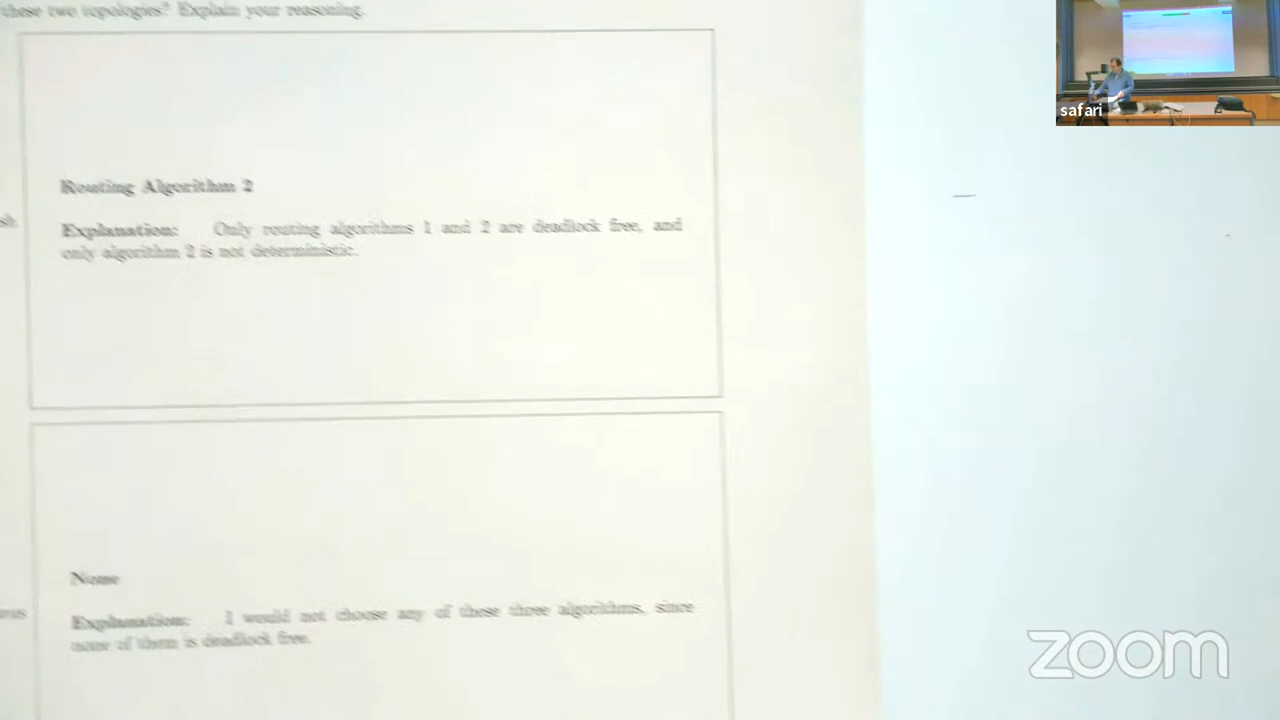 these two topologies? Explain your reasoning.
safari
Routing Algorithm 2
sh
Explanation: Only routing algorithms 1 and 2 are deadlock free, and
only algorithm 2 is not deterministic.
None
rus
Explanation: I would not choose any of these three algorithms, since
none of them is deadlock free.
zoom